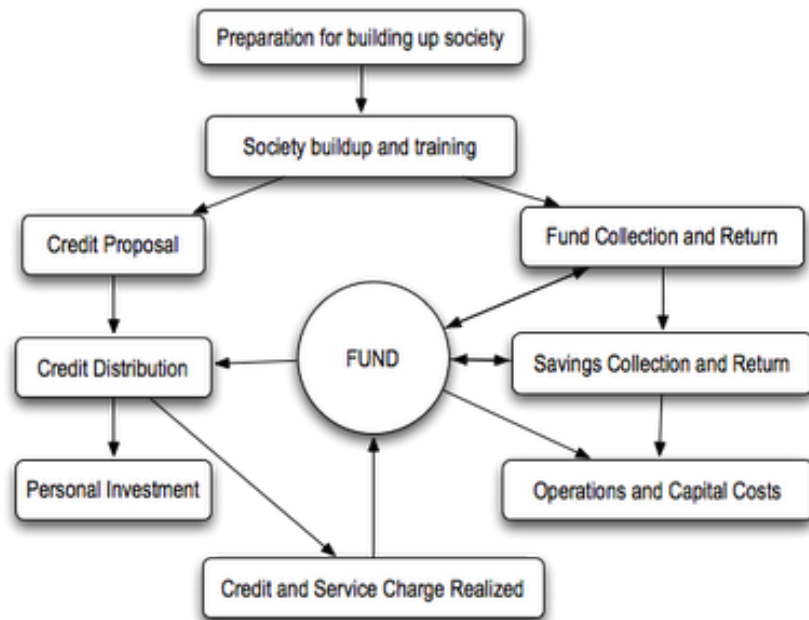 Preparation for building up society
Society buildup and training
Credit Proposal
Fund Collection and Return
FUND
Credit Distribution
Savings Collection and Return
Personal Investment
Operations and Capital Costs
Credit and Service Charge Realized